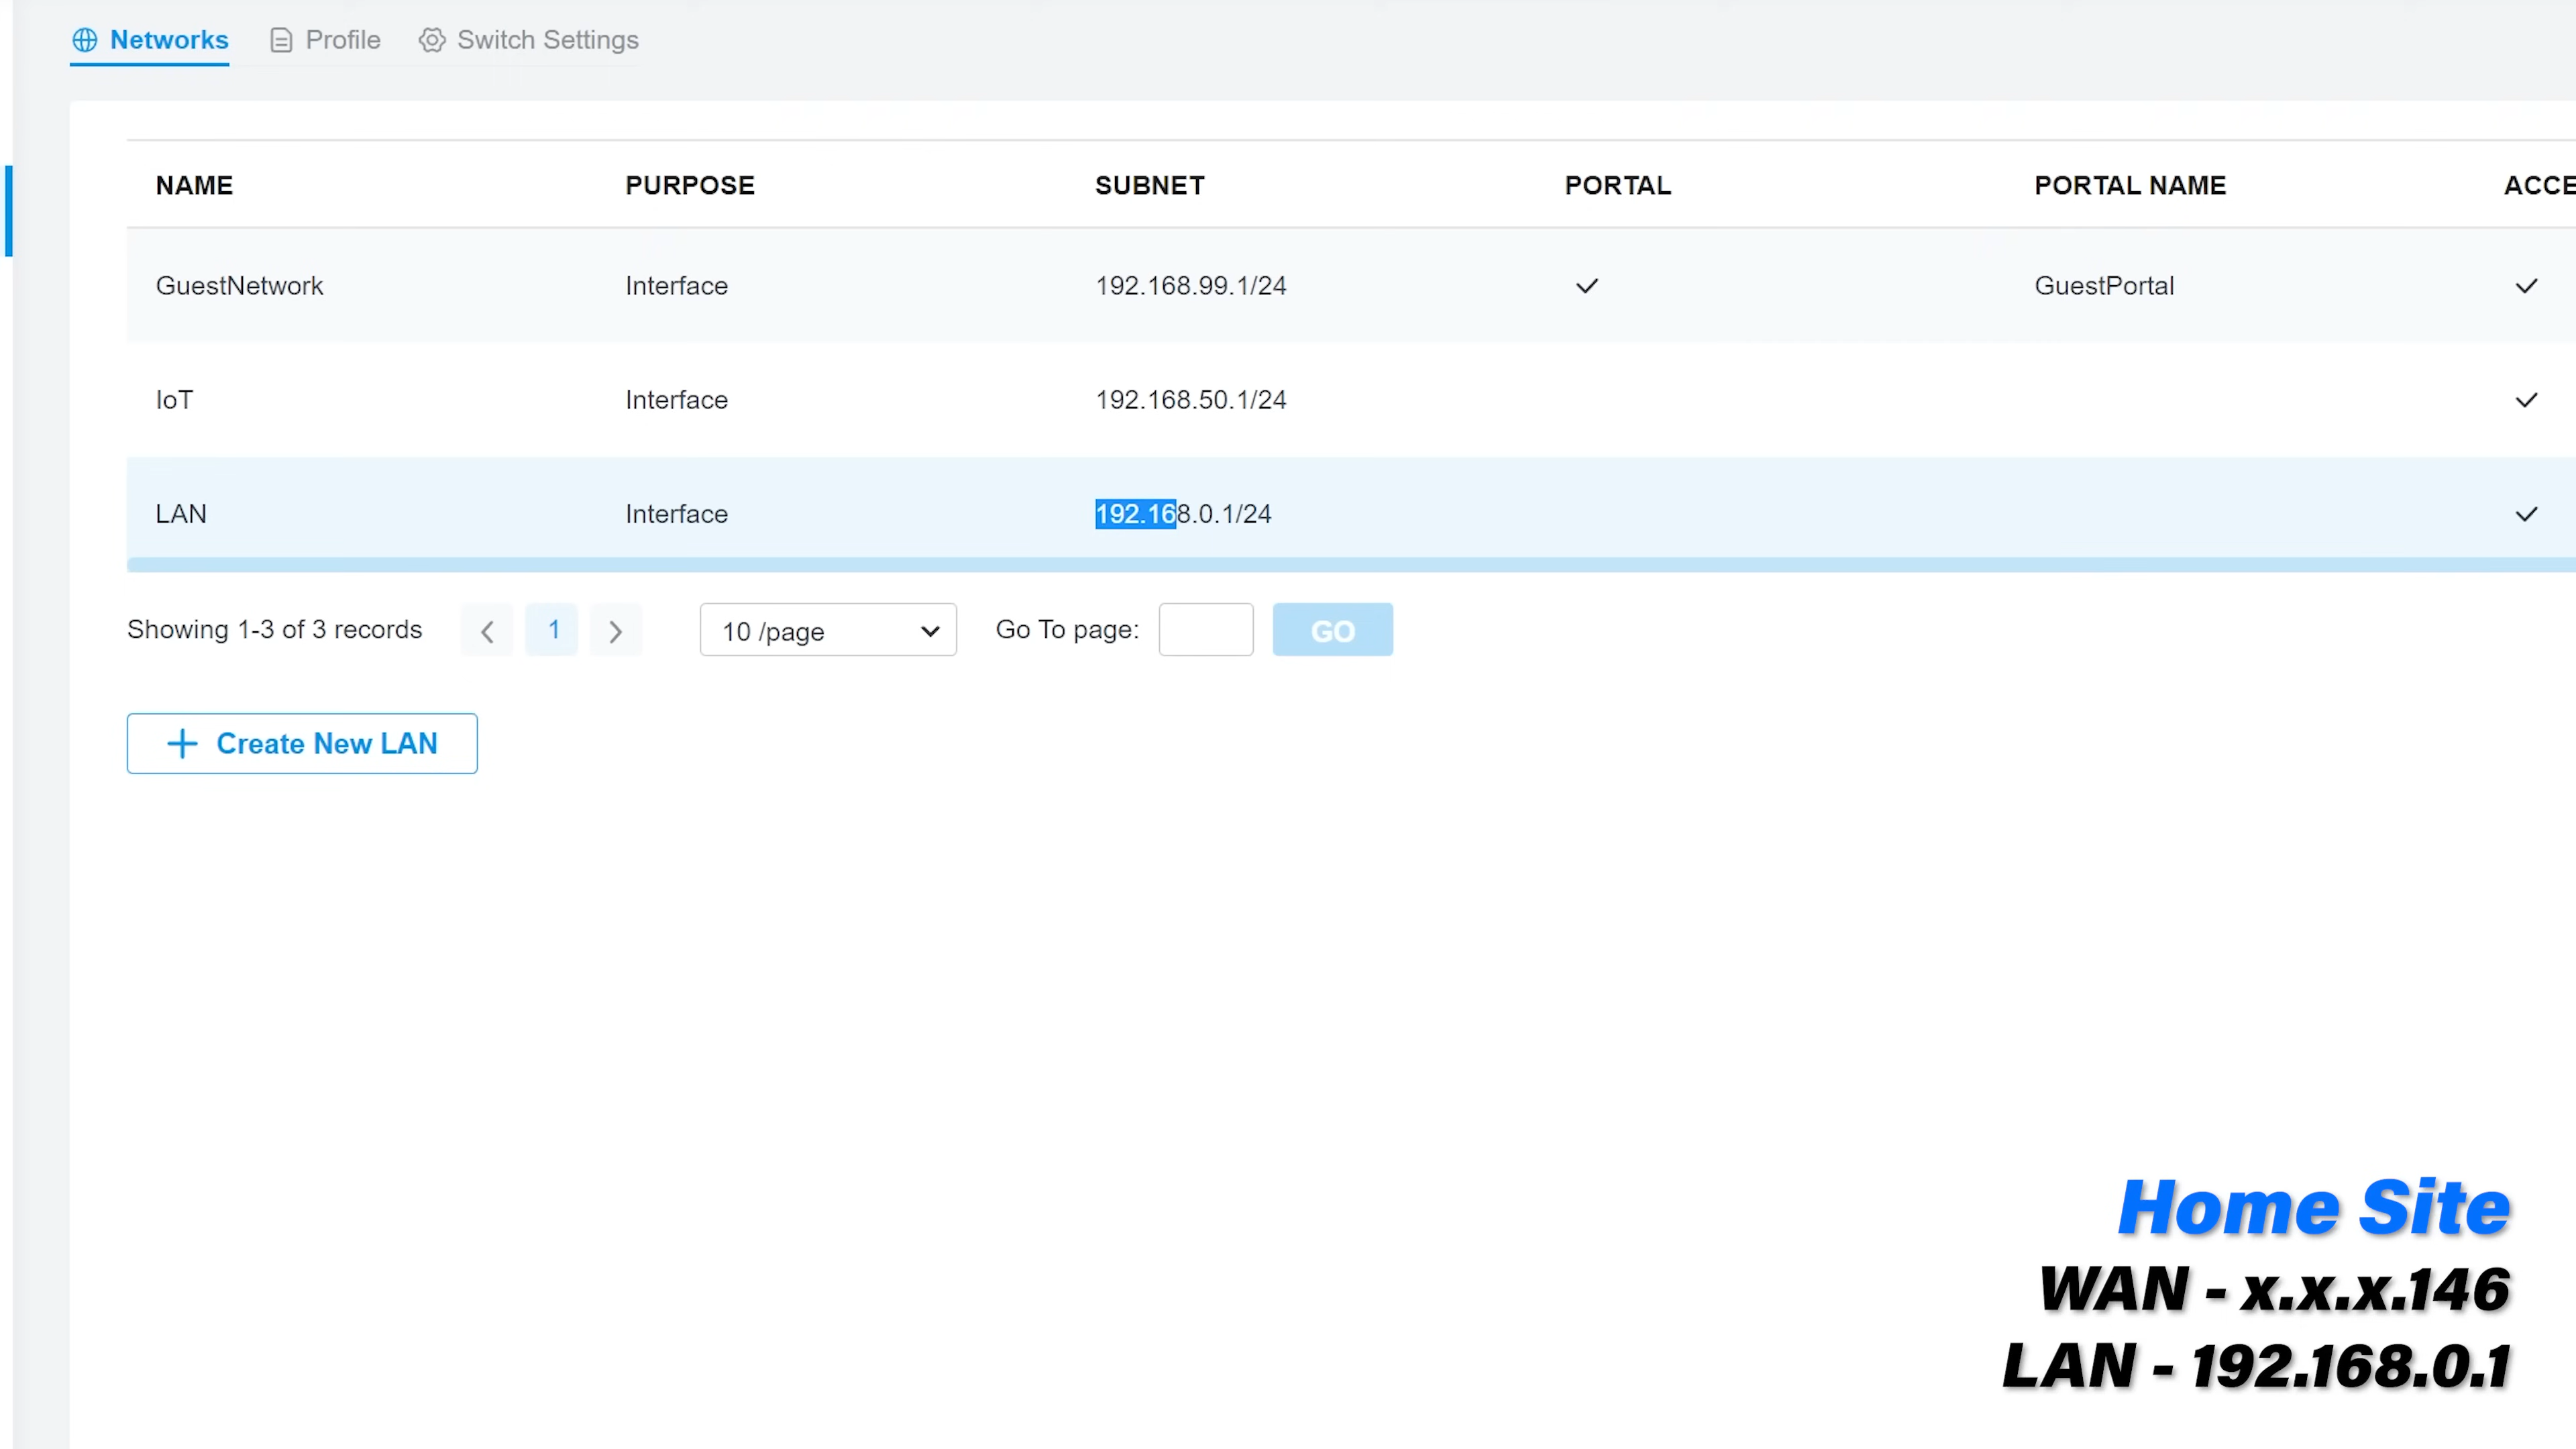 Networks Profile Switch Settings
NAME PURPOSE SUBNET PORTAL PORTAL NAME ACCE
GuestNetwork Interface 192.168.99.1/24 GuestPortal
IoT Interface 192.168.50.1/24
LAN Interface 192.168.0.1/24
Showing 1-3 of 3 records 1 10 /page Go To page: GO
Create New LAN
Home Site
WAN - x.x.x.146
LAN - 192.168.0.1